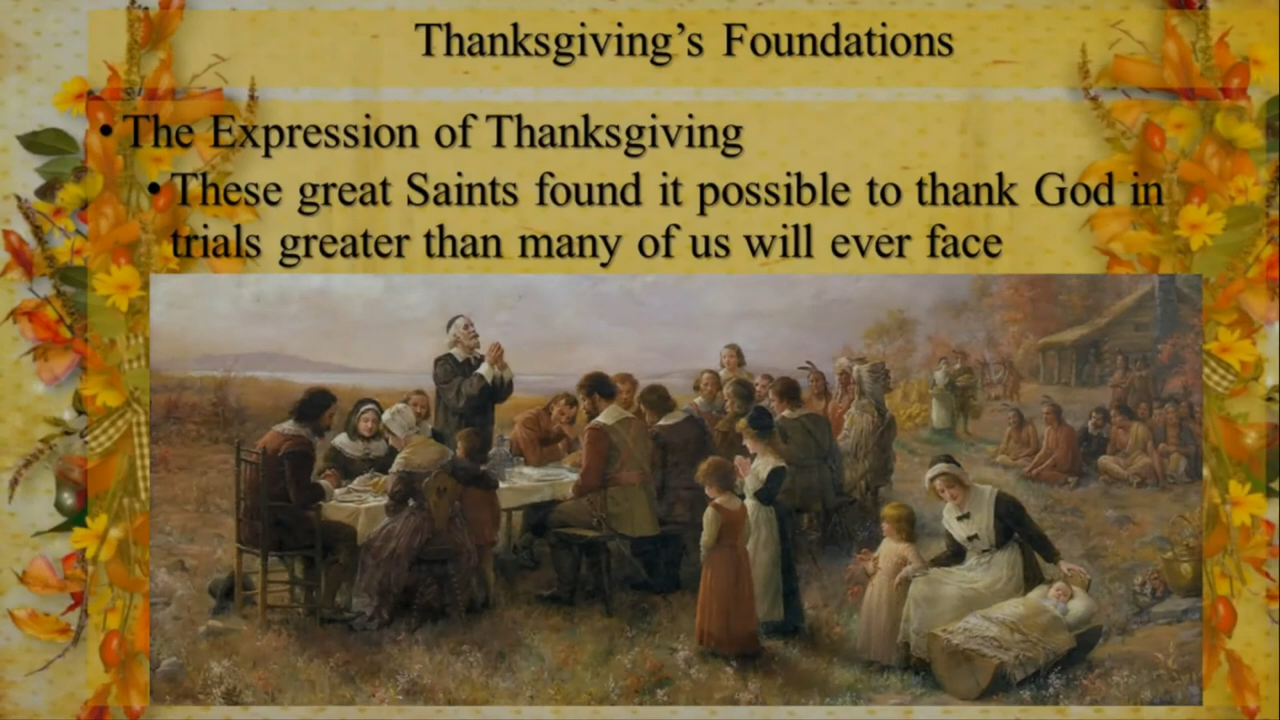 Thanksgiving’s Foundations
• The Expression of Thanksgiving
• These great Saints found it possible to thank God in
trials greater than many of us will ever face